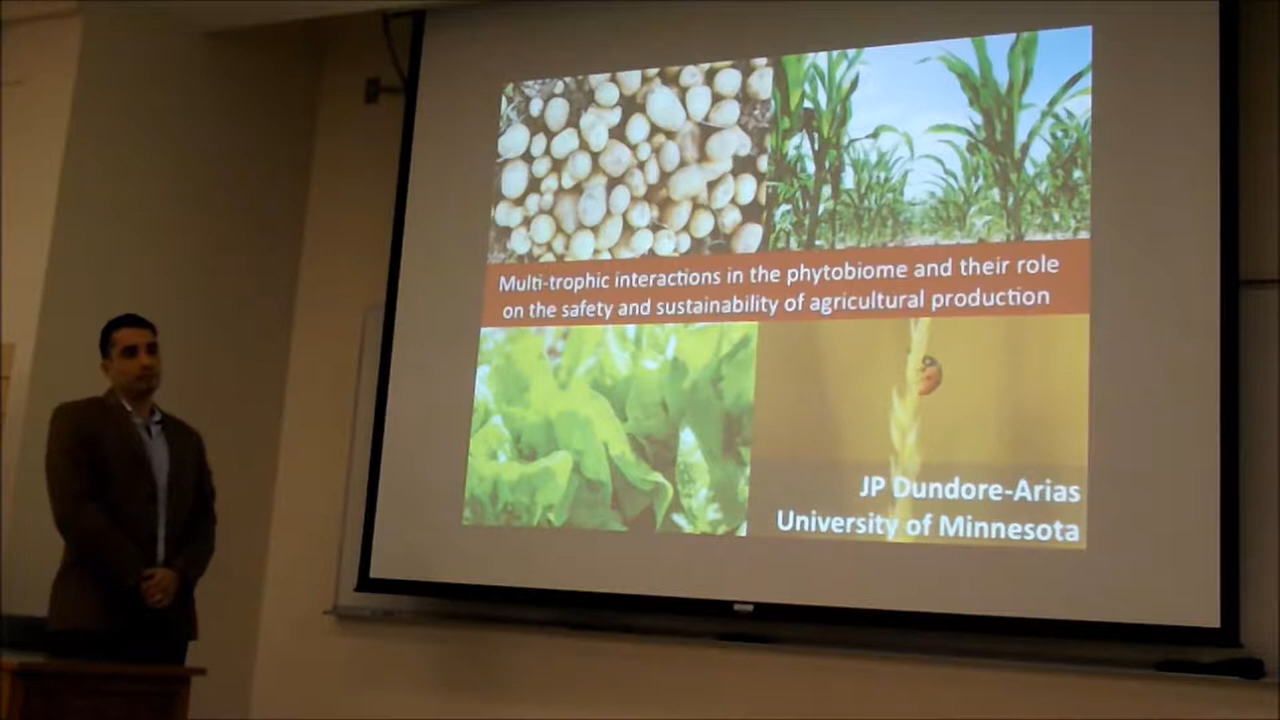 Multi-trophic interactions in the phytobiome and their role
on the safety and sustainability of agricultural production
JP Dundore-Arias
University of Minnesota